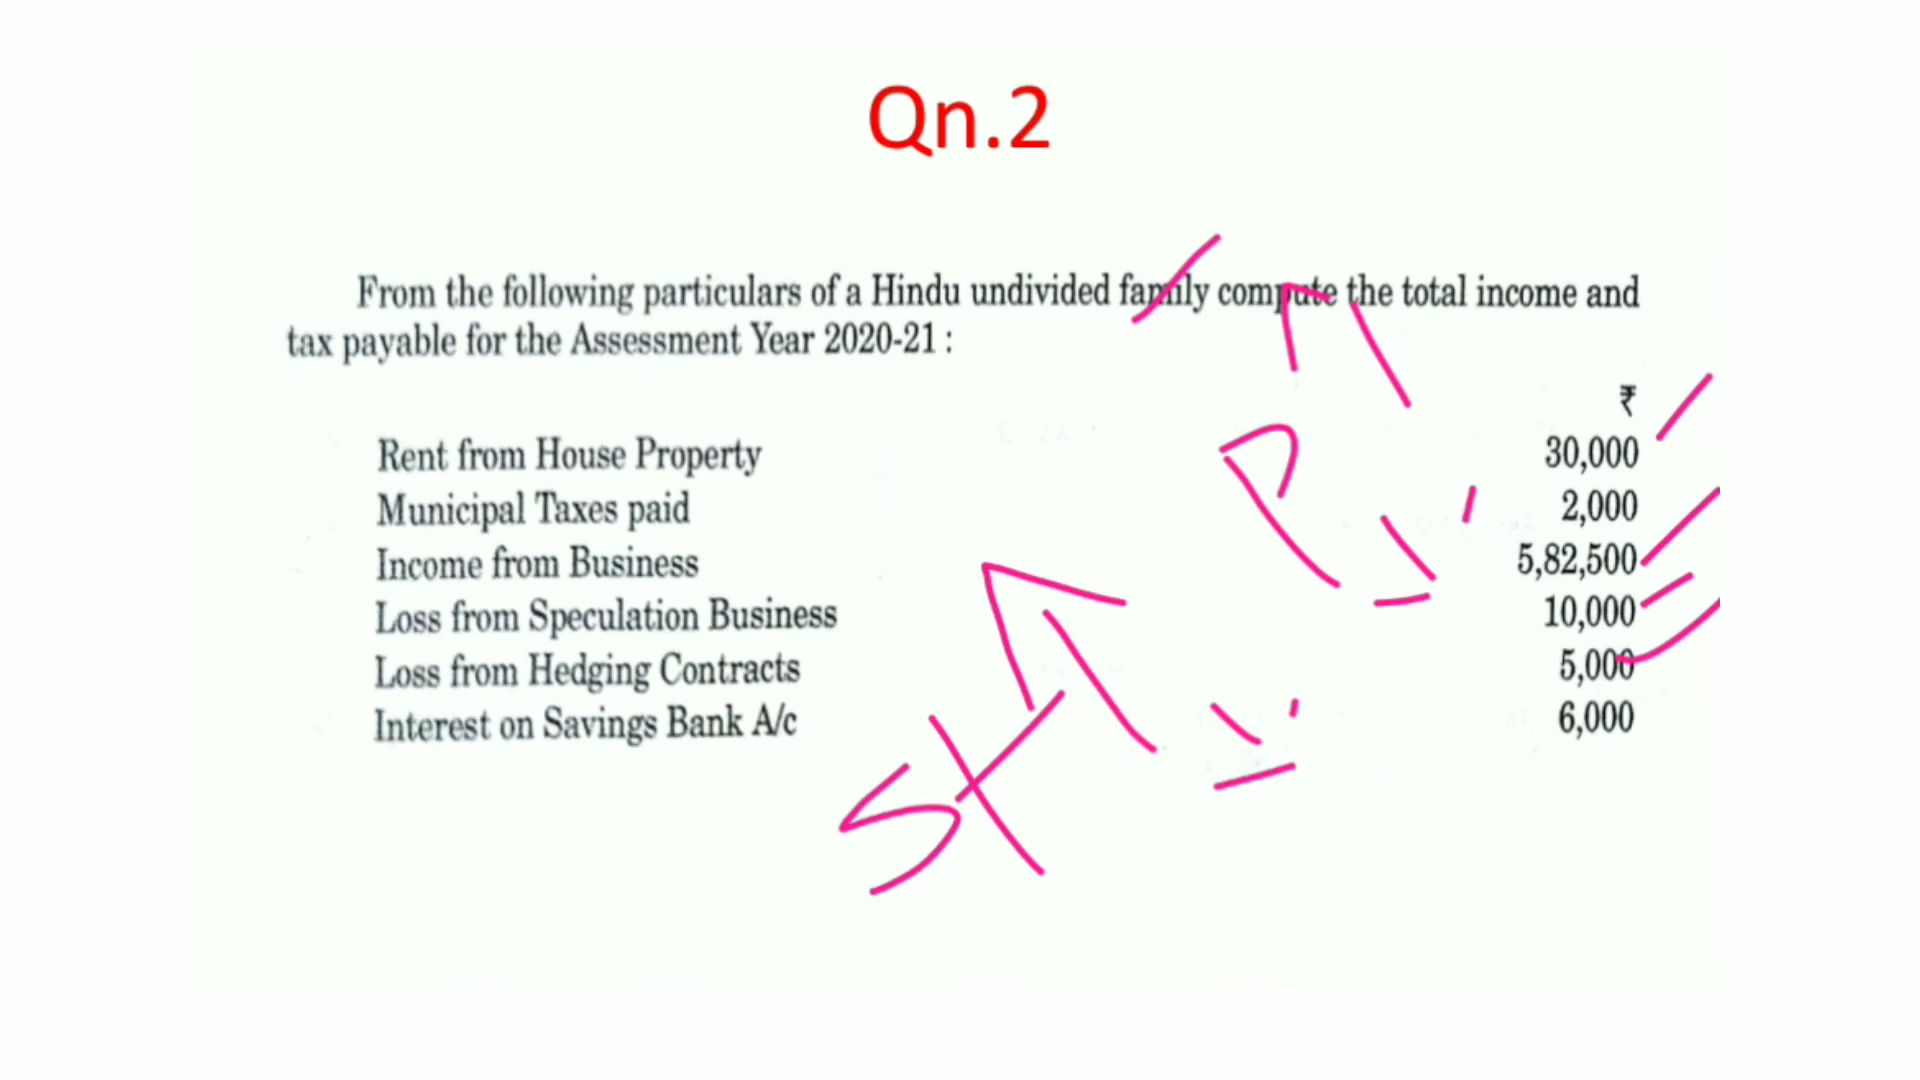 Qn.2
From the following particulars of a Hindu undivided family compute the total income and
tax payable for the Assessment Year 2020-21 :
₹
Rent from House Property 30,000
Municipal Taxes paid 2,000
Income from Business 5,82,500
Loss from Speculation Business 10,000
Loss from Hedging Contracts 5,000
Interest on Savings Bank A/c 6,000